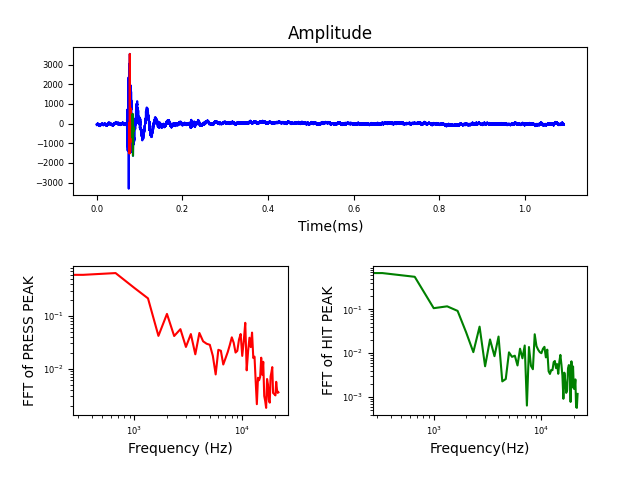 Amplitude
3000
2000
1000
0
−1000
−2000
−3000
0.0 0.2 0.4 0.6 0.8 1.0
Time(ms)
FFT of PRESS PEAK
10⁻¹
10⁻²
10³ 10⁴
Frequency (Hz)
FFT of HIT PEAK
10⁻¹
10⁻²
10⁻³
10³ 10⁴
Frequency(Hz)